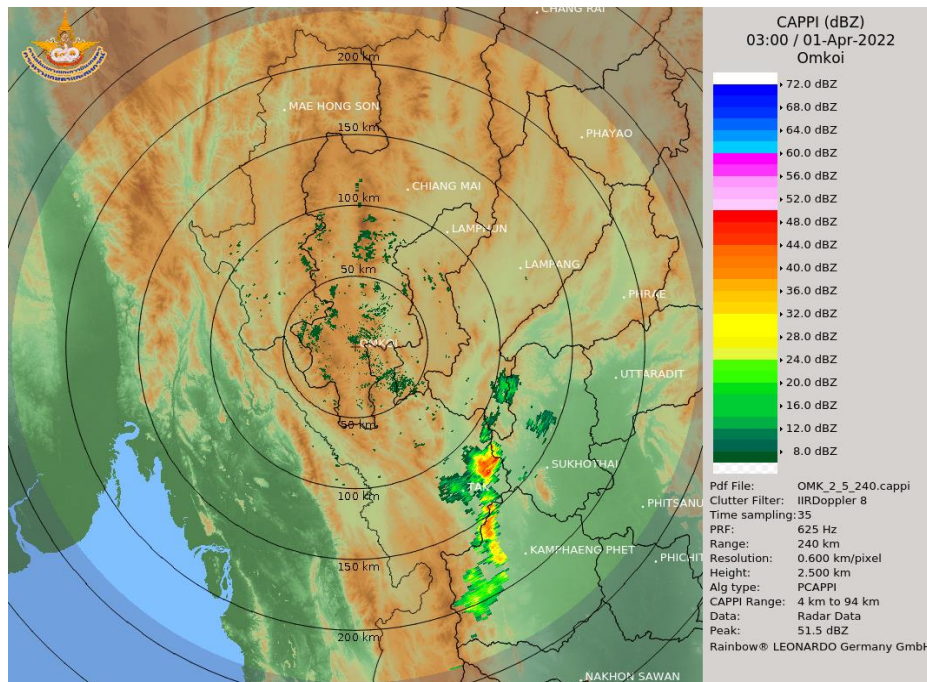 CHANG RAI
200 km
MAE HONG SON
150 km
PHAYAO
100 km
CHIANG MAI
LAMPHUN
50 km
LAMPANG
PHRAE
OMKOI
UTTARADIT
50 km
SUKHOTHAI
TAK
100 km
PHITSANU
KAMPHAENG PHET
150 km
PHICHIT
200 km
NAKHON SAWAN
CAPPI (dBZ)
03:00 / 01-Apr-2022
Omkoi
72.0 dBZ
68.0 dBZ
64.0 dBZ
60.0 dBZ
56.0 dBZ
52.0 dBZ
48.0 dBZ
44.0 dBZ
40.0 dBZ
36.0 dBZ
32.0 dBZ
28.0 dBZ
24.0 dBZ
20.0 dBZ
16.0 dBZ
12.0 dBZ
8.0 dBZ
Pdf File: OMK_2_5_240.cappi
Clutter Filter: IIRDoppler 8
Time sampling:35
PRF: 625 Hz
Range: 240 km
Resolution: 0.600 km/pixel
Height: 2.500 km
Alg type: PCAPPI
CAPPI Range: 4 km to 94 km
Data: Radar Data
Peak: 51.5 dBZ
Rainbow® LEONARDO Germany GmbH